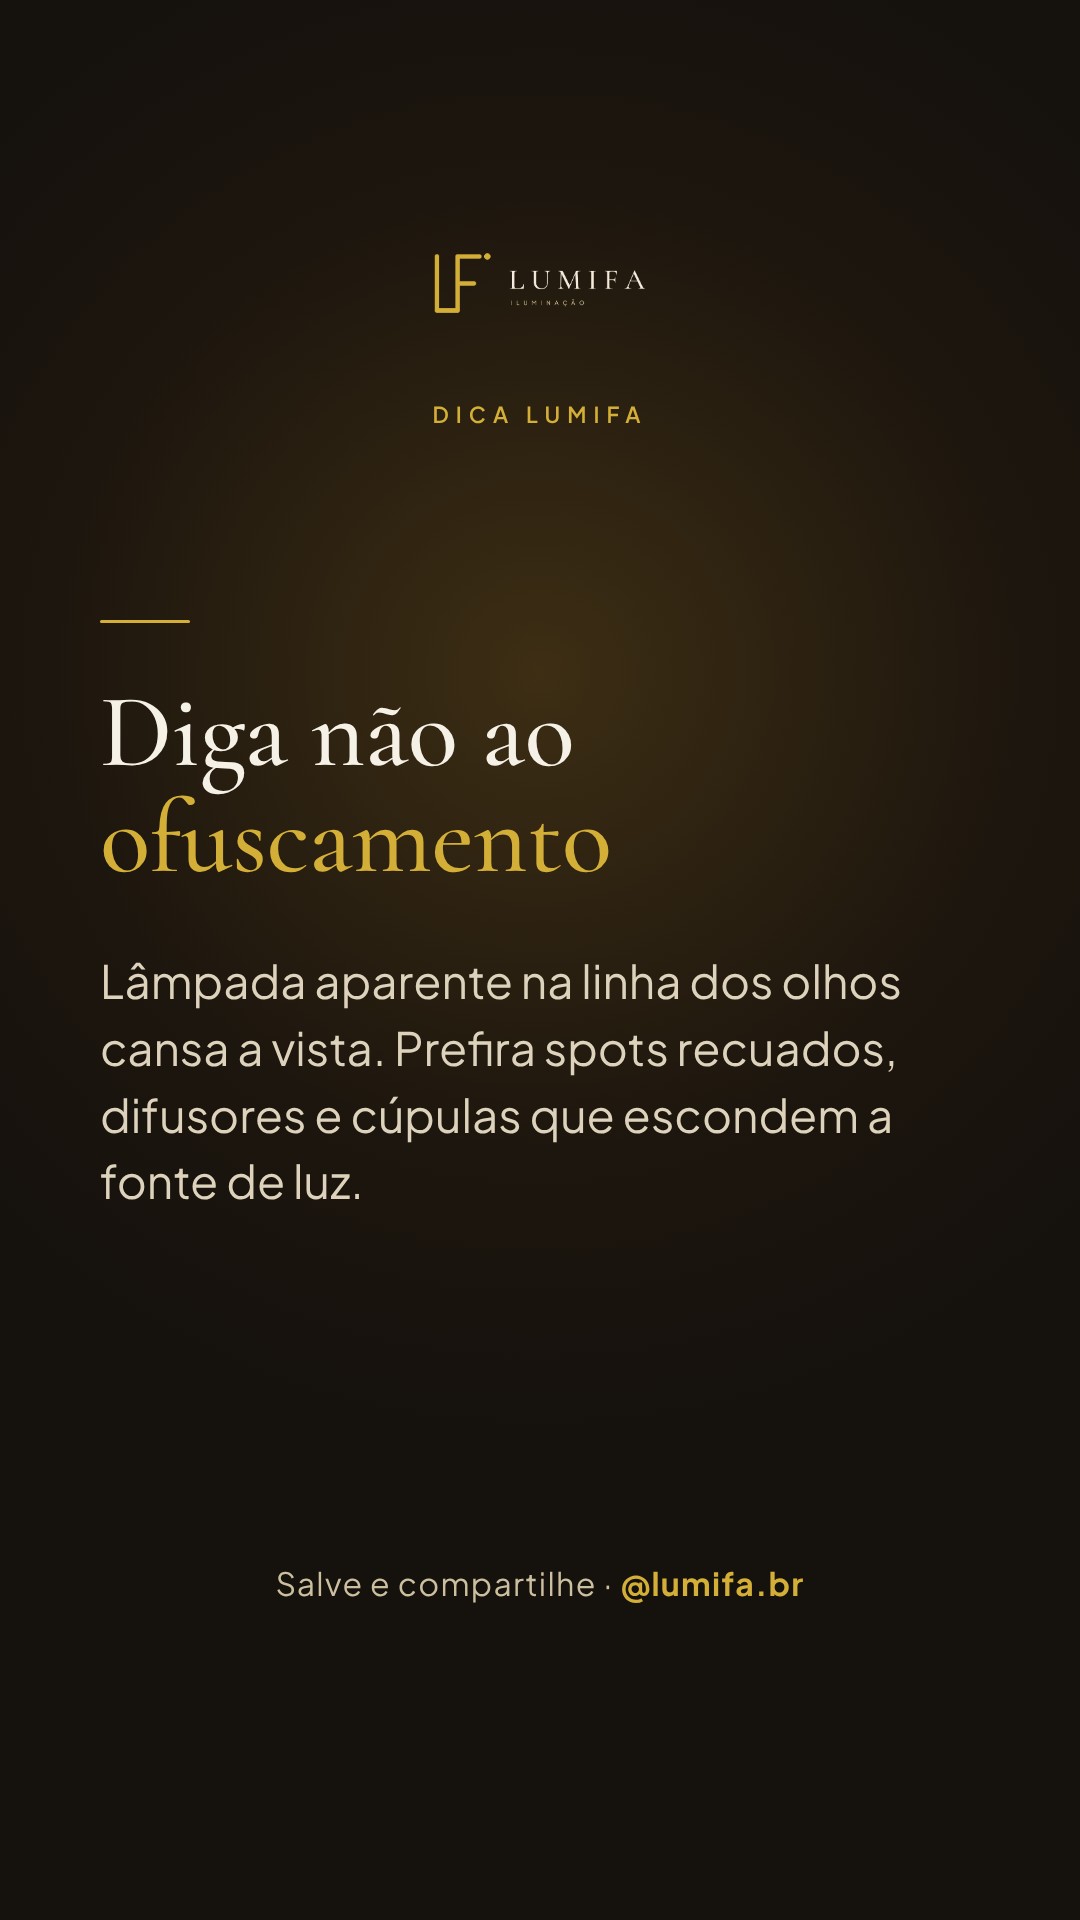 LF
LUMIFA
ILUMINAÇÃO
DICA LUMIFA
Diga não ao
ofuscamento
Lâmpada aparente na linha dos olhos
cansa a vista. Prefira spots recuados,
difusores e cúpulas que escondem a
fonte de luz.
Salve e compartilhe · @lumifa.br